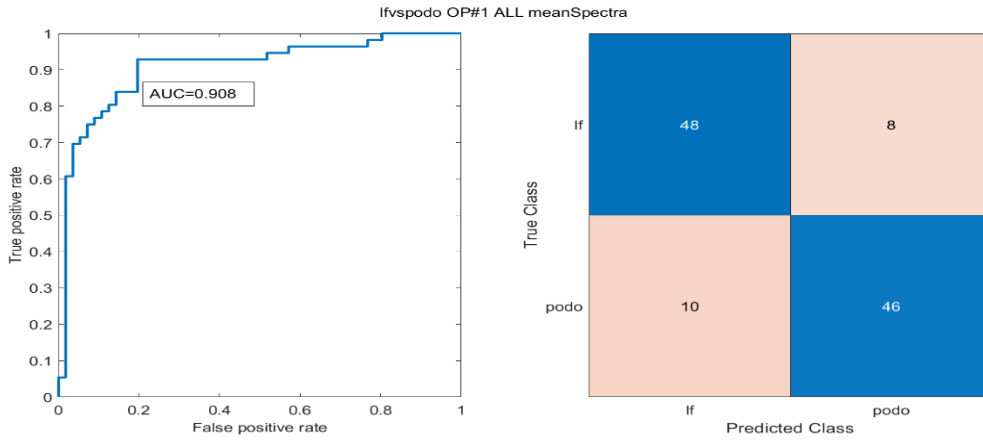 lfvspodo OP#1 ALL meanSpectra
1
0.9
0.8
0.7
0.6
0.5
0.4
0.3
0.2
0.1
0
True positive rate
AUC=0.908
0 0.2 0.4 0.6 0.8 1
False positive rate
True Class
lf 48 8
podo 10 46
lf podo
Predicted Class